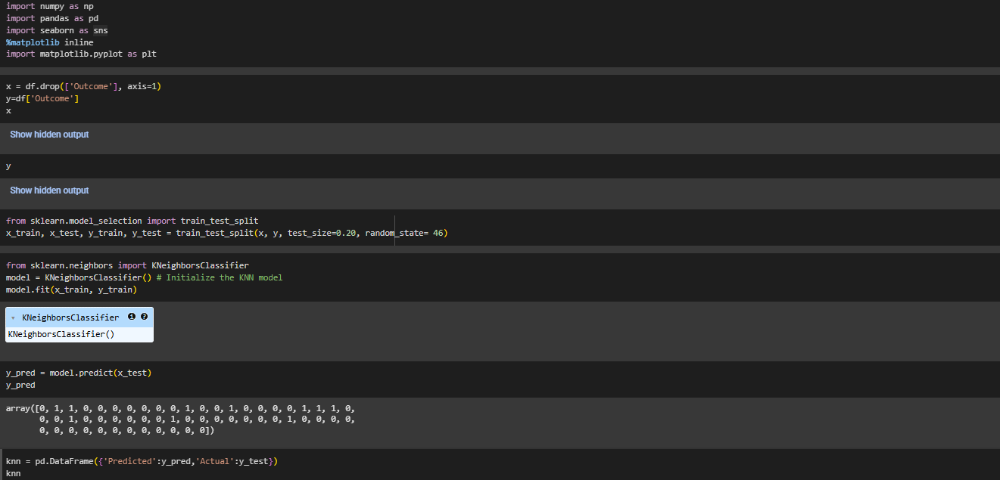 import numpy as np
import pandas as pd
import seaborn as sns
%matplotlib inline
import matplotlib.pyplot as plt
x = df.drop(['Outcome'], axis=1)
y=df['Outcome']
x
Show hidden output
y
Show hidden output
from sklearn.model_selection import train_test_split
x_train, x_test, y_train, y_test = train_test_split(x, y, test_size=0.20, random_state= 46)
from sklearn.neighbors import KNeighborsClassifier
model = KNeighborsClassifier() # Initialize the KNN model
model.fit(x_train, y_train)
KNeighborsClassifier i ?
KNeighborsClassifier()
y_pred = model.predict(x_test)
y_pred
array([0, 1, 1, 0, 0, 0, 0, 0, 0, 0, 1, 0, 0, 1, 0, 0, 0, 0, 1, 1, 1, 0,
0, 0, 1, 0, 0, 0, 0, 0, 0, 1, 0, 0, 0, 0, 0, 0, 0, 1, 0, 0, 0, 0,
0, 0, 0, 0, 0, 0, 0, 0, 0, 0, 0, 0])
knn = pd.DataFrame({'Predicted':y_pred,'Actual':y_test})
knn